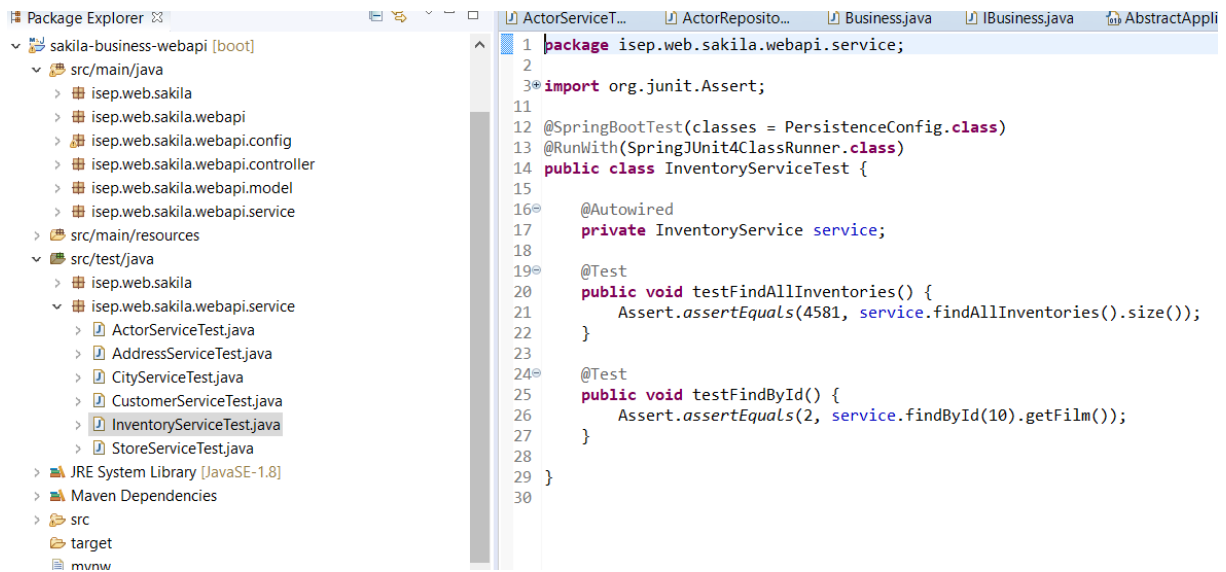 Package Explorer
sakila-business-webapi [boot]
src/main/java
isep.web.sakila
isep.web.sakila.webapi
isep.web.sakila.webapi.config
isep.web.sakila.webapi.controller
isep.web.sakila.webapi.model
isep.web.sakila.webapi.service
src/main/resources
src/test/java
isep.web.sakila
isep.web.sakila.webapi.service
ActorServiceTest.java
AddressServiceTest.java
CityServiceTest.java
CustomerServiceTest.java
InventoryServiceTest.java
StoreServiceTest.java
JRE System Library [JavaSE-1.8]
Maven Dependencies
src
target
mvnw
ActorServiceT... ActorReposito... Business.java IBusiness.java AbstractAppli
1 package isep.web.sakila.webapi.service;
2
3 import org.junit.Assert;
11
12 @SpringBootTest(classes = PersistenceConfig.class)
13 @RunWith(SpringJUnit4ClassRunner.class)
14 public class InventoryServiceTest {
15
16 @Autowired
17 private InventoryService service;
18
19 @Test
20 public void testFindAllInventories() {
21 Assert.assertEquals(4581, service.findAllInventories().size());
22 }
23
24 @Test
25 public void testFindById() {
26 Assert.assertEquals(2, service.findById(10).getFilm());
27 }
28
29 }
30